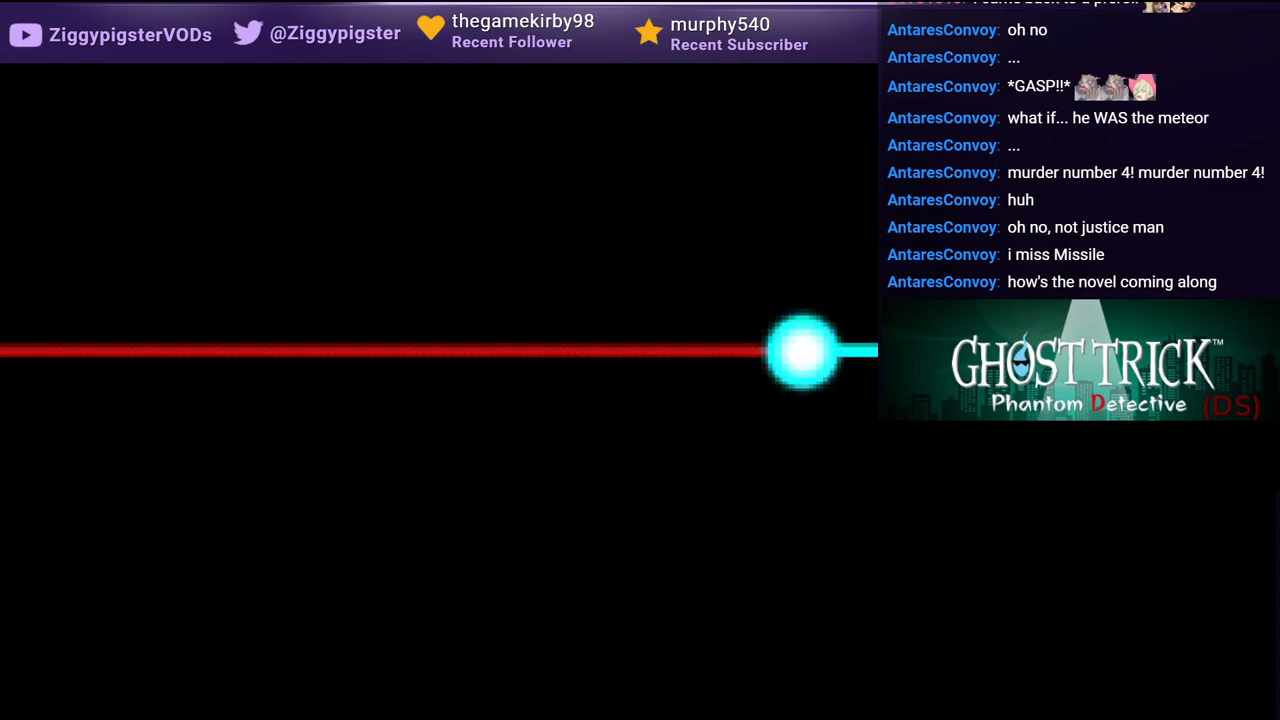 ZiggypigsterVODs
@Ziggypigster
thegamekirby98
Recent Follower
murphy540
Recent Subscriber
AntaresConvoy: oh no
AntaresConvoy: ...
AntaresConvoy: *GASP!!*
AntaresConvoy: what if... he WAS the meteor
AntaresConvoy: ...
AntaresConvoy: murder number 4! murder number 4!
AntaresConvoy: huh
AntaresConvoy: oh no, not justice man
AntaresConvoy: i miss Missile
AntaresConvoy: how's the novel coming along
GHOST TRICK™
Phantom Detective (DS)